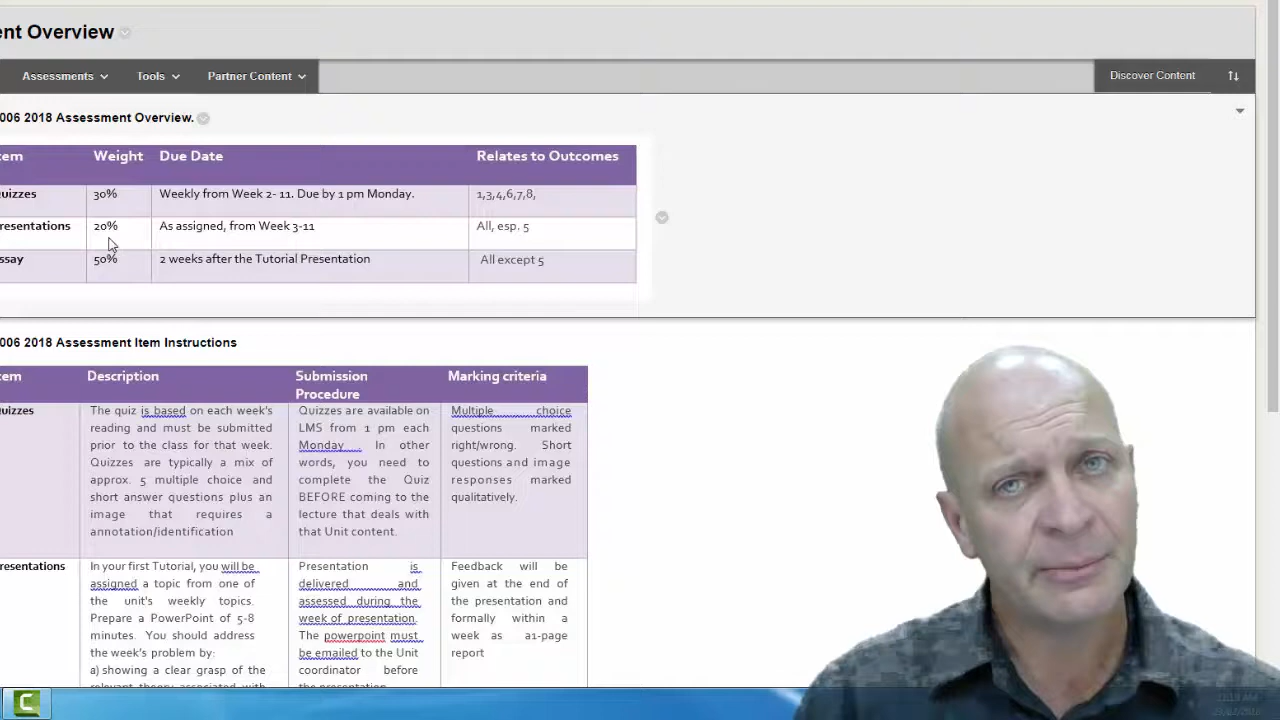 nt Overview
Assessments Tools Partner Content Discover Content
006 2018 Assessment Overview.
em Weight Due Date Relates to Outcomes
uizzes 30% Weekly from Week 2- 11. Due by 1 pm Monday. 1,3,4,6,7,8,
resentations 20% As assigned, from Week 3-11 All, esp. 5
ssay 50% 2 weeks after the Tutorial Presentation All except 5
006 2018 Assessment Item Instructions
em Description Submission Marking criteria
Procedure
uizzes The quiz is based on each week's Quizzes are available on Multiple choice
reading and must be submitted LMS from 1 pm each questions marked
prior to the class for that week. Monday . In other right/wrong. Short
Quizzes are typically a mix of words, you need to questions and image
approx. 5 multiple choice and complete the Quiz responses marked
short answer questions plus an BEFORE coming to the qualitatively.
image that requires a lecture that deals with
annotation/identification that Unit content.
resentations In your first Tutorial, you will be Presentation is Feedback will be
assigned a topic from one of delivered and given at the end of
the unit's weekly topics. assessed during the the presentation and
Prepare a PowerPoint of 5-8 week of presentation. formally within a
minutes. You should address The powerpoint must week as a1-page
the week's problem by: be emailed to the Unit report
a) showing a clear grasp of the coordinator before
relevant theory associated with the presentation